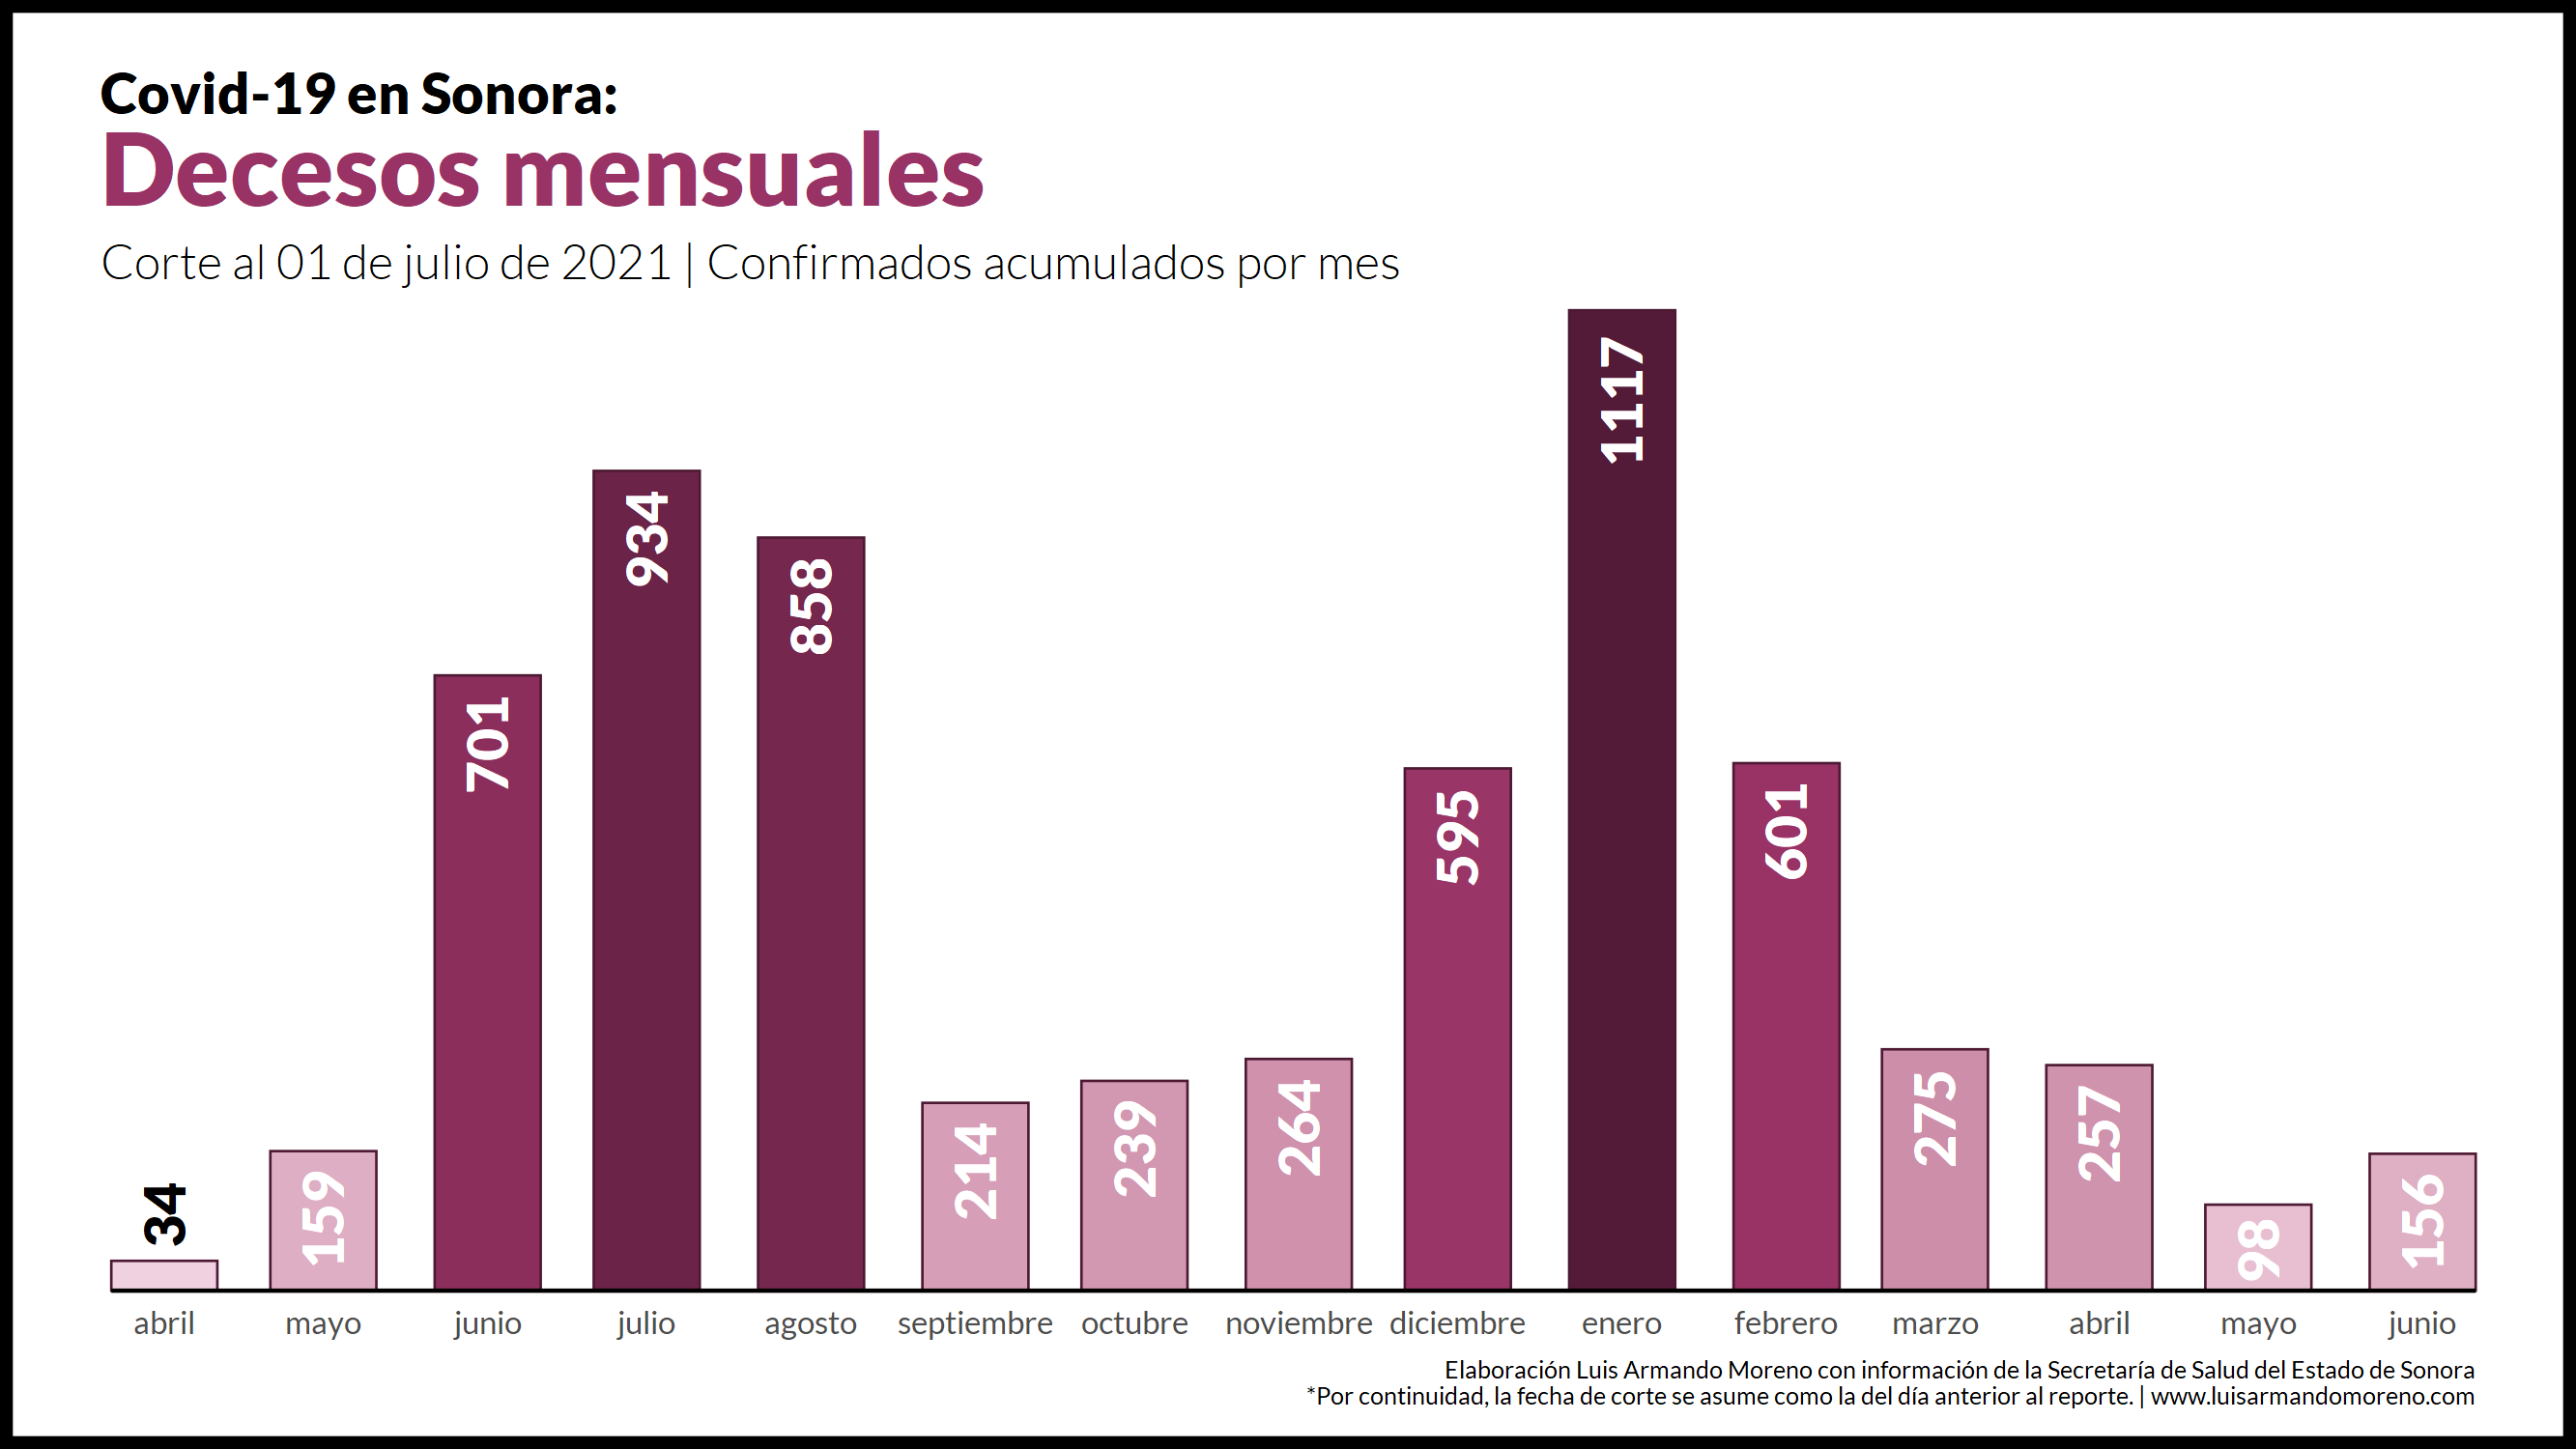 Covid-19 en Sonora:
Decesos mensuales
Corte al 01 de julio de 2021 | Confirmados acumulados por mes
34
159
701
934
858
214
239
264
595
1117
601
275
257
98
156
abril mayo junio julio agosto septiembre octubre noviembre diciembre enero febrero marzo abril mayo junio
Elaboración Luis Armando Moreno con información de la Secretaría de Salud del Estado de Sonora
*Por continuidad, la fecha de corte se asume como la del día anterior al reporte. | www.luisarmandomoreno.com